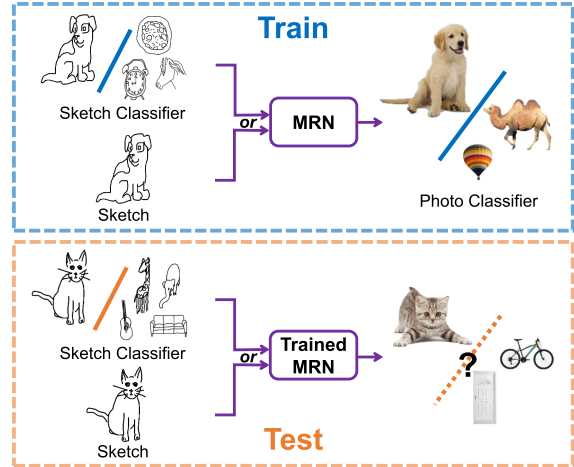 Train
Sketch Classifier
or
MRN
Sketch
Photo Classifier
Sketch Classifier
or
Trained
MRN
?
Sketch
Test